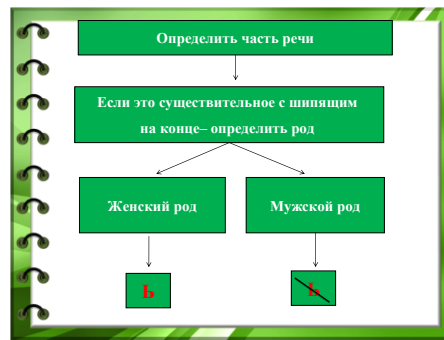 Определить часть речи
Если это существительное с шипящим
на конце– определить род
Женский род
Мужской род
Ь
Ь